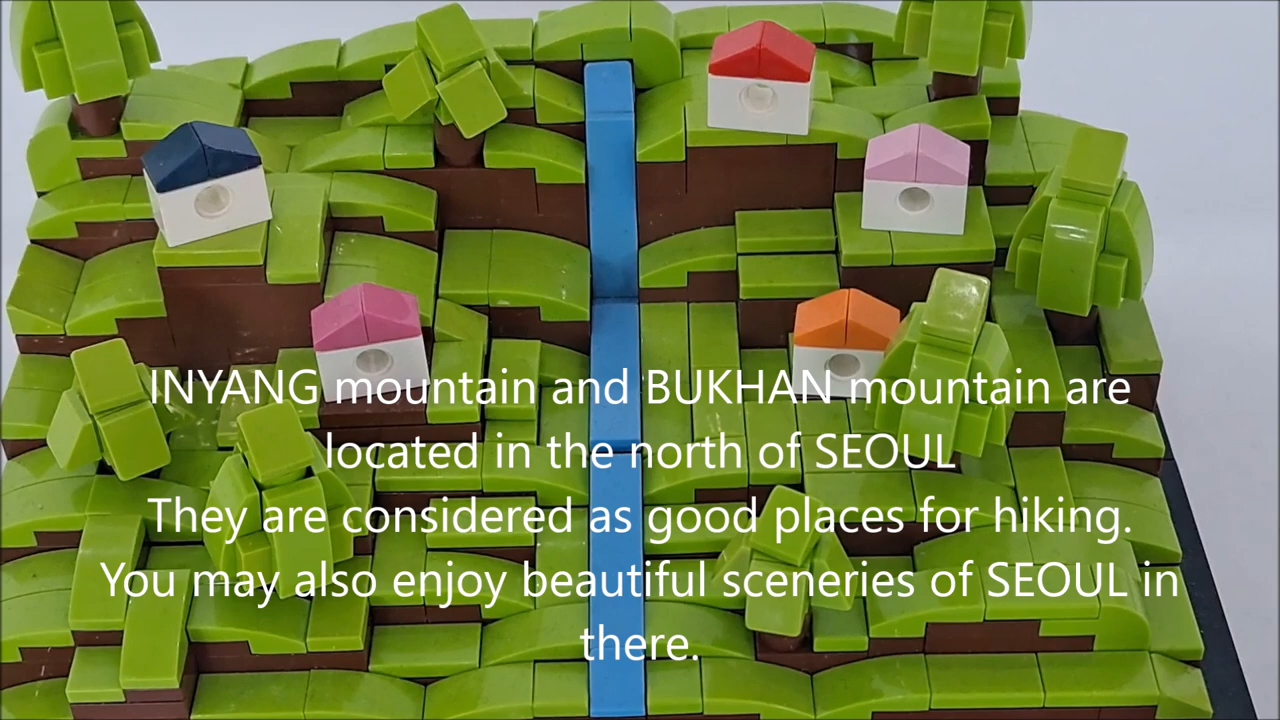 INYANG mountain and BUKHAN mountain are
located in the north of SEOUL
They are considered as good places for hiking.
You may also enjoy beautiful sceneries of SEOUL in
there.